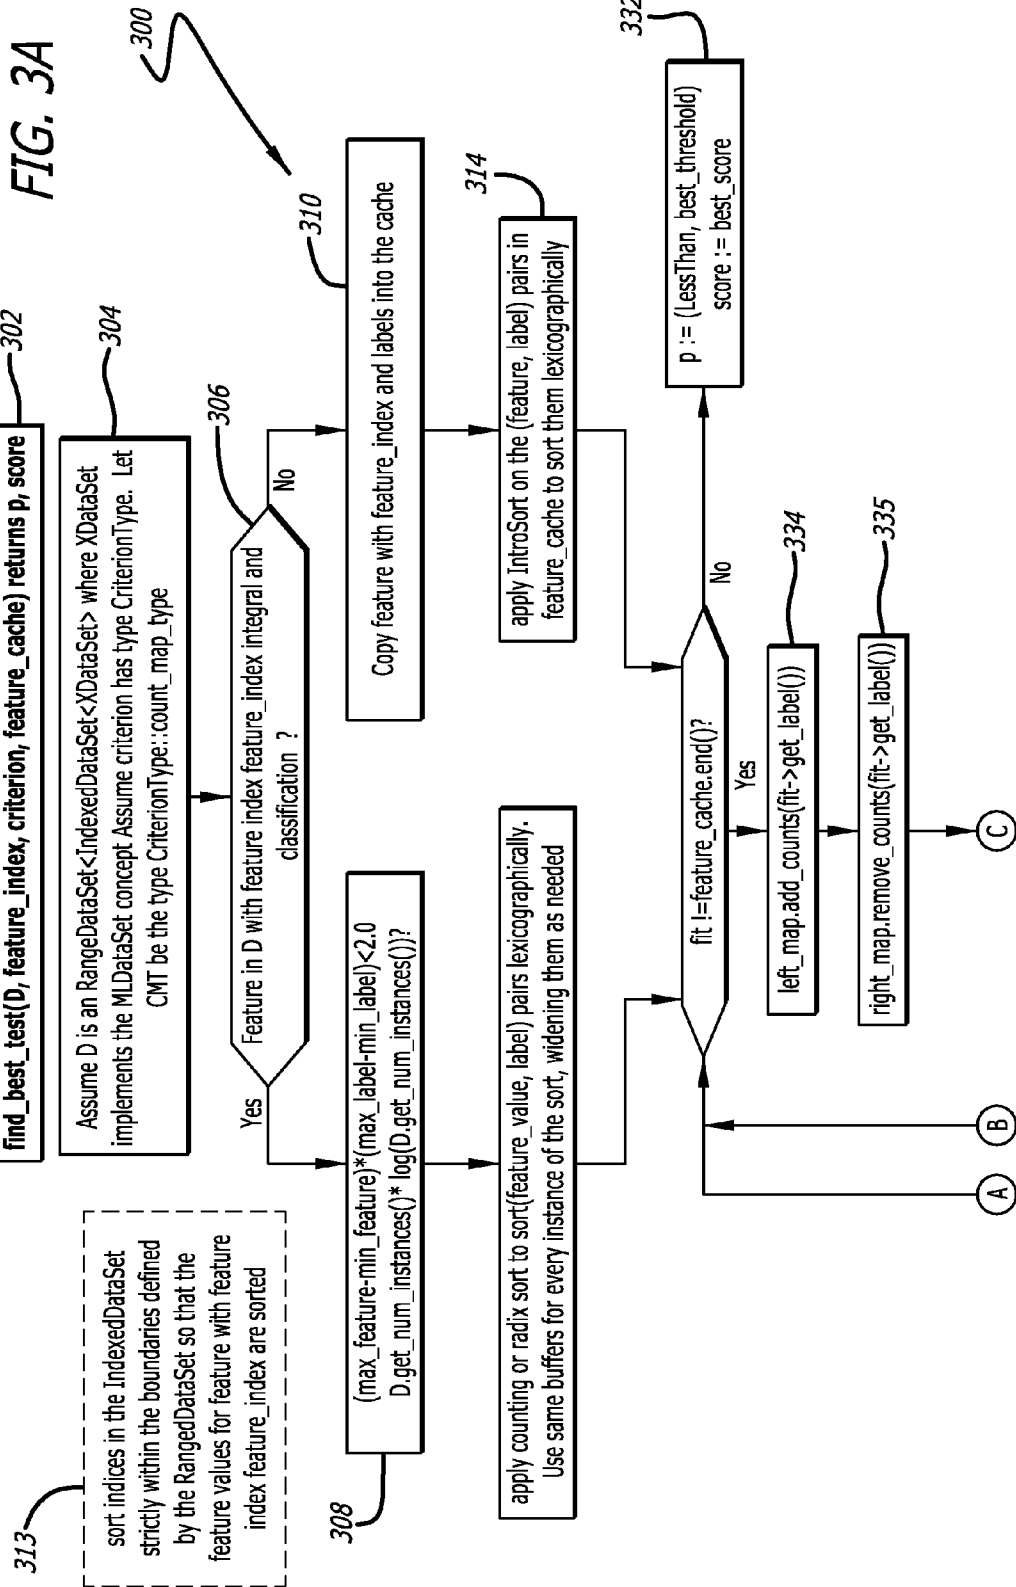 FIG. 3A
find_best_test(D, feature_index, criterion, feature_cache) returns p, score
302
Assume D is an RangeDataSet<IndexedDataSet<XDataSet> where XDataSet
implements the MLDataSet concept Assume criterion has type CriterionType. Let
CMT be the type CriterionType::count_map_type
304
313
sort indices in the IndexedDataSet
strictly within the boundaries defined
by the RangedDataSet so that the
feature values for feature with feature
index feature_index are sorted
300
Feature in D with feature index feature_index integral and
classification ?
306
Yes
No
308
(max_feature-min_feature)*(max_label-min_label)<2.0
D.get_num_instances()* log(D.get_num_instances())?
Copy feature with feature_index and labels into the cache
310
apply counting or radix sort to sort(feature_value, label) pairs lexicographically.
Use same buffers for every instance of the sort, widening them as needed
apply IntroSort on the (feature, label) pairs in
feature_cache to sort them lexicographically
314
fit !=feature_cache.end()?
No
p := (LessThan, best_threshold)
score := best_score
332
Yes
left_map.add_counts(fit->get_label())
334
right_map.remove_counts(fit->get_label())
335
A
B
C